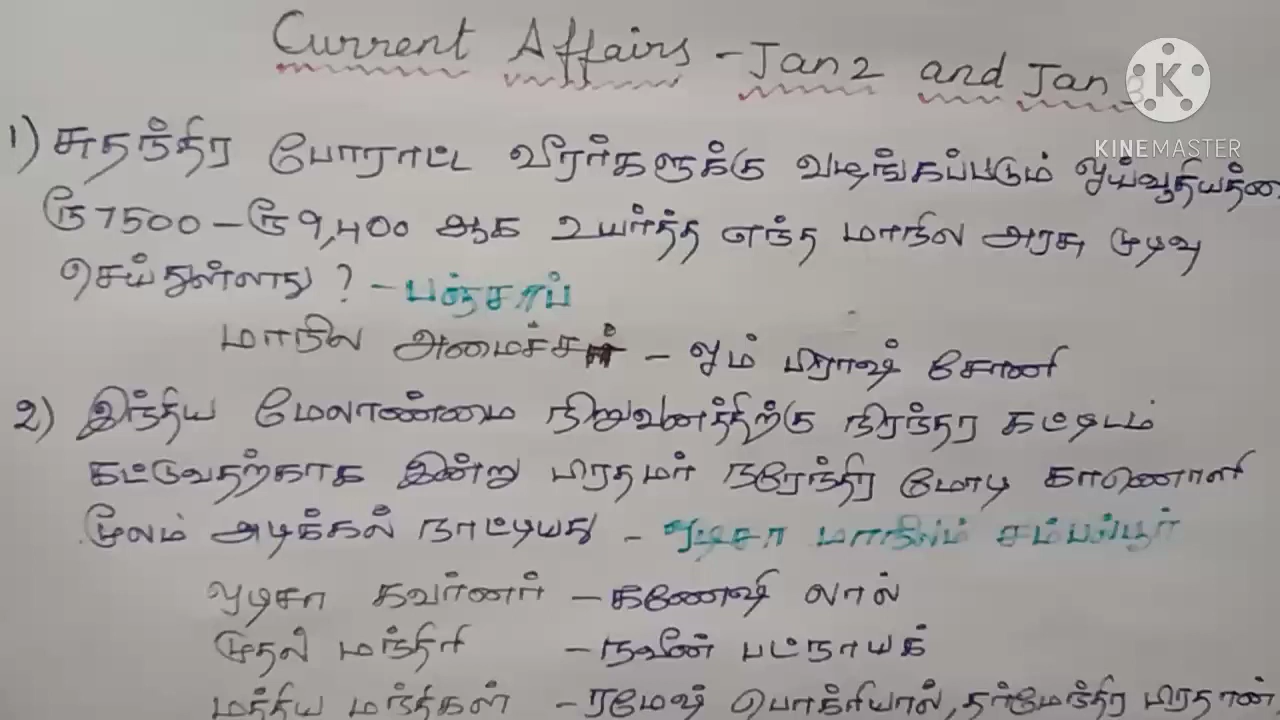 Current Affairs - Jan 2 and Jan 3
KINEMASTER
1) சுதந்திர போராட்ட வீரர்களுக்கு வழங்கப்படும் ஓய்வூதியத்தை
ரூ7500 - ரூ9,400 ஆக உயர்த்த எந்த மாநில அரசு முடிவு
செய்துள்ளது? - பஞ்சாப்
மாநில அமைச்சர் - ஓம் பிரகாஷ் சோனி
2) இந்திய மேலாண்மை நிறுவனத்திற்கு நிரந்தர கட்டிடம்
கட்டுவதற்காக இன்று பிரதமர் நரேந்திர மோடி காணொளி
மூலம் அடிக்கல் நாட்டியது - ஒடிசா மாநிலம் சம்பல்பூர்
ஒடிசா கவர்னர் - கணேஷி லால்
முதல் மந்திரி - நவீன் பட்நாயக்
மத்திய மந்திகள் - ரமேஷ் பொக்ரியால், தர்மேந்திர பிரதான்